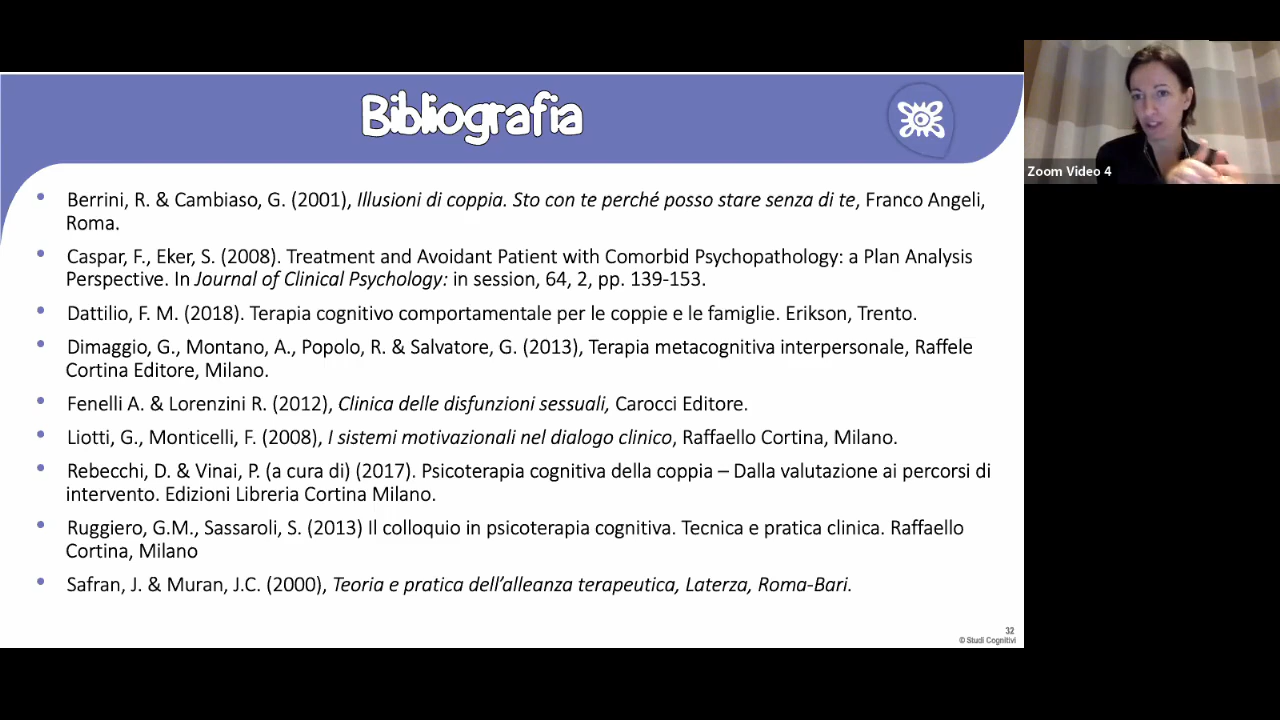 Bibliografia
Zoom Video 4
Berrini, R. & Cambiaso, G. (2001), Illusioni di coppia. Sto con te perché posso stare senza di te, Franco Angeli,
Roma.
Caspar, F., Eker, S. (2008). Treatment and Avoidant Patient with Comorbid Psychopathology: a Plan Analysis
Perspective. In Journal of Clinical Psychology: in session, 64, 2, pp. 139-153.
Dattilio, F. M. (2018). Terapia cognitivo comportamentale per le coppie e le famiglie. Erikson, Trento.
Dimaggio, G., Montano, A., Popolo, R. & Salvatore, G. (2013), Terapia metacognitiva interpersonale, Raffele
Cortina Editore, Milano.
Fenelli A. & Lorenzini R. (2012), Clinica delle disfunzioni sessuali, Carocci Editore.
Liotti, G., Monticelli, F. (2008), I sistemi motivazionali nel dialogo clinico, Raffaello Cortina, Milano.
Rebecchi, D. & Vinai, P. (a cura di) (2017). Psicoterapia cognitiva della coppia – Dalla valutazione ai percorsi di
intervento. Edizioni Libreria Cortina Milano.
Ruggiero, G.M., Sassaroli, S. (2013) Il colloquio in psicoterapia cognitiva. Tecnica e pratica clinica. Raffaello
Cortina, Milano
Safran, J. & Muran, J.C. (2000), Teoria e pratica dell’alleanza terapeutica, Laterza, Roma-Bari.
32
© Studi Cognitivi